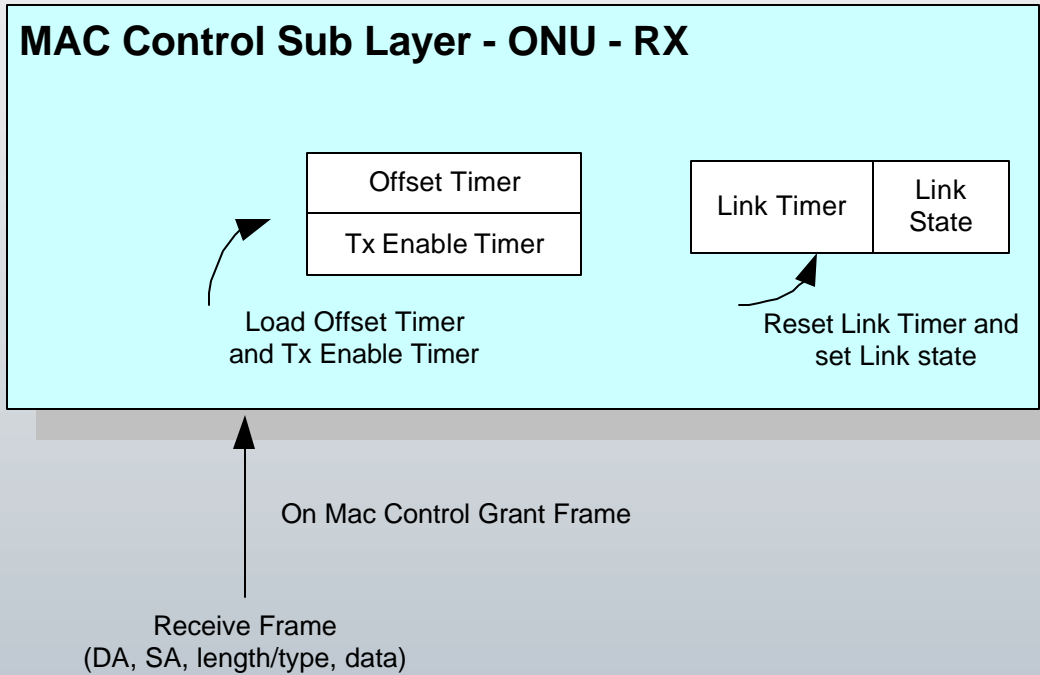 MAC Control Sub Layer - ONU - RX
Offset Timer
Tx Enable Timer
Link Timer
Link
State
Load Offset Timer
and Tx Enable Timer
Reset Link Timer and
set Link state
On Mac Control Grant Frame
Receive Frame
(DA, SA, length/type, data)